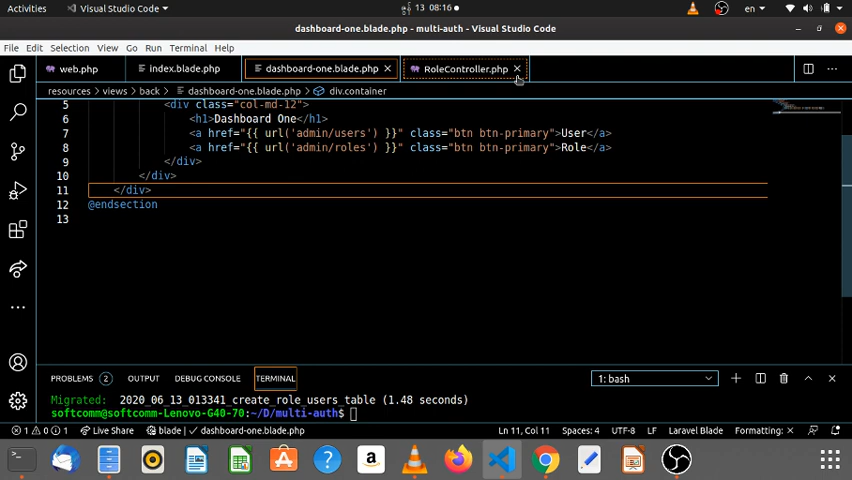 Activities Visual Studio Code 13 08:16 en
dashboard-one.blade.php - multi-auth - Visual Studio Code
File Edit Selection View Go Run Terminal Help
web.php index.blade.php dashboard-one.blade.php RoleController.php
resources > views > back > dashboard-one.blade.php > div.container
5 <div class="col-md-12">
6 <h1>Dashboard One</h1>
7 <a href="{{ url('admin/users') }}" class="btn btn-primary">User</a>
8 <a href="{{ url('admin/roles') }}" class="btn btn-primary">Role</a>
9 </div>
10 </div>
11 </div>
12 @endsection
13
PROBLEMS 2 OUTPUT DEBUG CONSOLE TERMINAL 1: bash
Migrated: 2020_06_13_013341_create_role_users_table (1.48 seconds)
softcomm@softcomm-Lenovo-G40-70:~/D/multi-auth$
1 0 1 Live Share blade dashboard-one.blade.php Ln 11, Col 11 Spaces: 4 UTF-8 LF Laravel Blade Formatting: